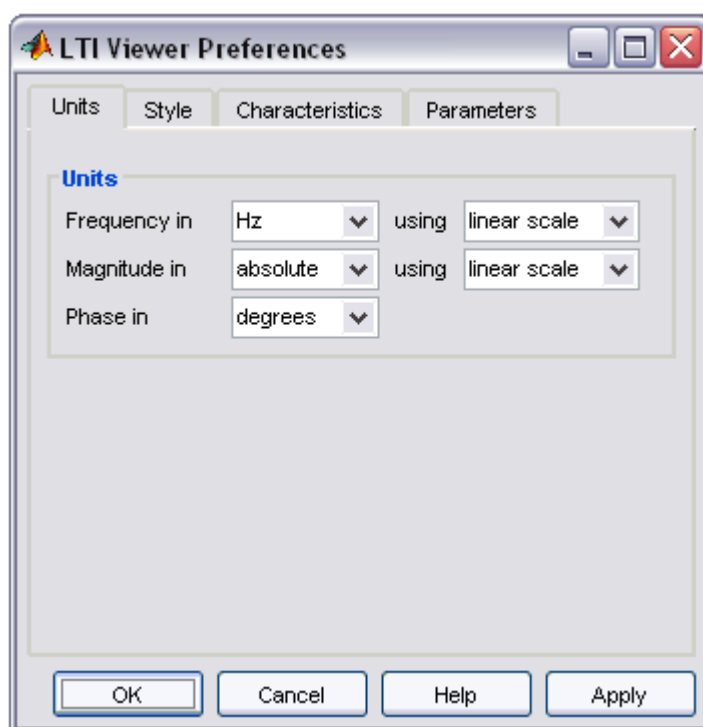 LTI Viewer Preferences
Units Style Characteristics Parameters
Units
Frequency in Hz using linear scale
Magnitude in absolute using linear scale
Phase in degrees
OK Cancel Help Apply